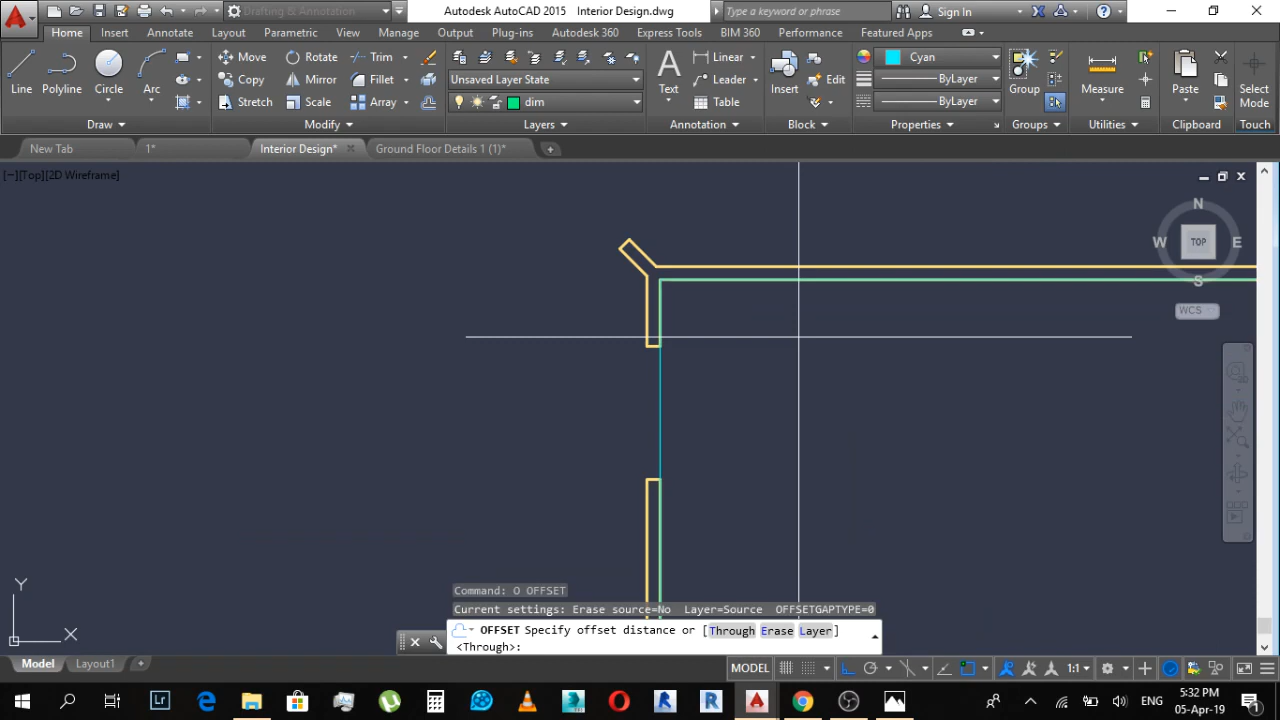 Drafting & Annotation
Autodesk AutoCAD 2015 Interior Design.dwg
Type a keyword or phrase
Sign In
Home Insert Annotate Layout Parametric View Manage Output Plug-ins Autodesk 360 Express Tools BIM 360 Performance Featured Apps
Line Polyline Circle Arc
Move Rotate Trim
Copy Mirror Fillet
Stretch Scale Array
Unsaved Layer State
dim
Text
Linear
Leader
Table
Insert
Edit
Cyan
ByLayer
ByLayer
Group
Measure
Paste
Select
Mode
Draw Modify Layers Annotation Block Properties Groups Utilities Clipboard Touch
New Tab 1* Interior Design* Ground Floor Details 1 (1)*
[−][Top][2D Wireframe]
N
W TOP E
S
WCS
Y
X
Command: O OFFSET
Current settings: Erase source=No Layer=Source OFFSETGAPTYPE=0
OFFSET Specify offset distance or [Through Erase Layer]
<Through>:
Model Layout1
MODEL 1:1
Lr
ENG
5:32 PM
05-Apr-19
1